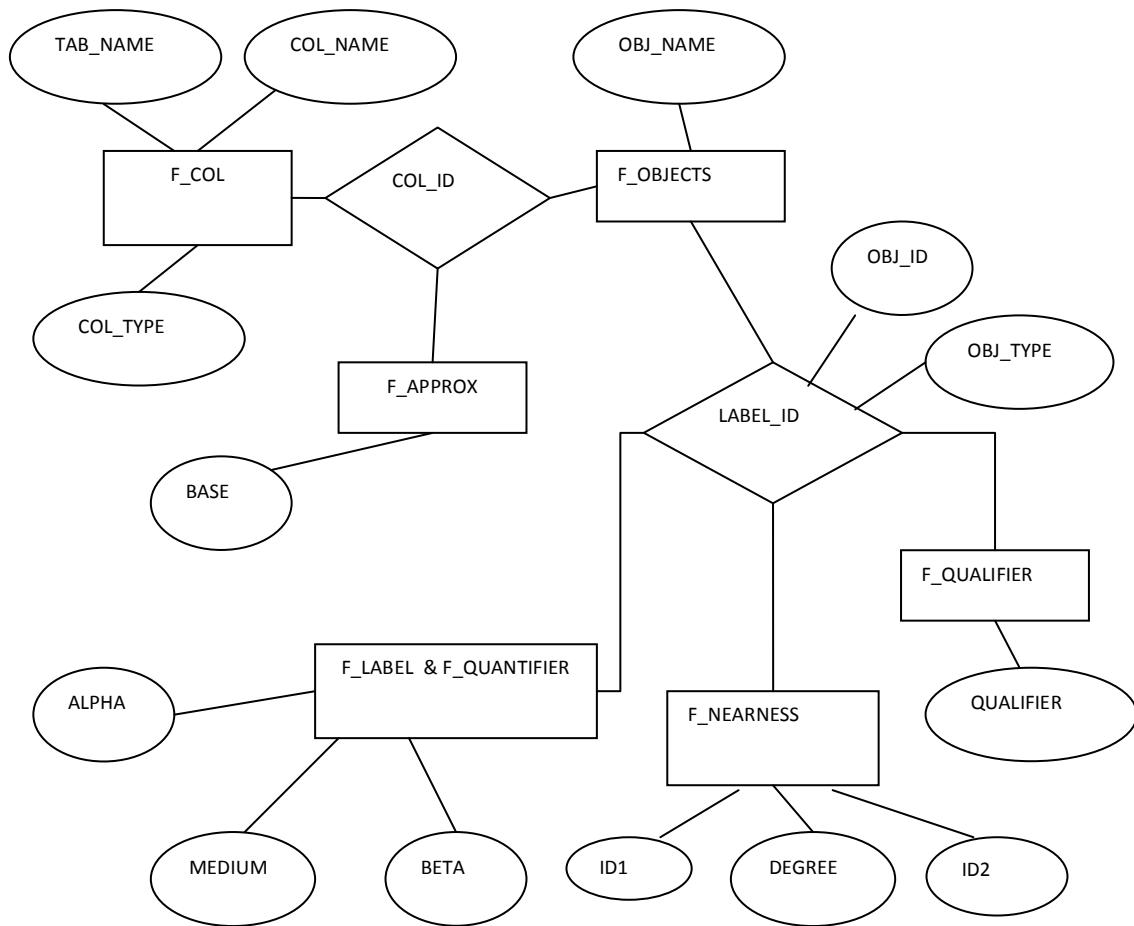 TAB_NAME
COL_NAME
OBJ_NAME
F_COL
COL_ID
F_OBJECTS
OBJ_ID
COL_TYPE
OBJ_TYPE
F_APPROX
LABEL_ID
BASE
F_QUALIFIER
F_LABEL & F_QUANTIFIER
ALPHA
F_NEARNESS
QUALIFIER
MEDIUM
BETA
ID1
DEGREE
ID2